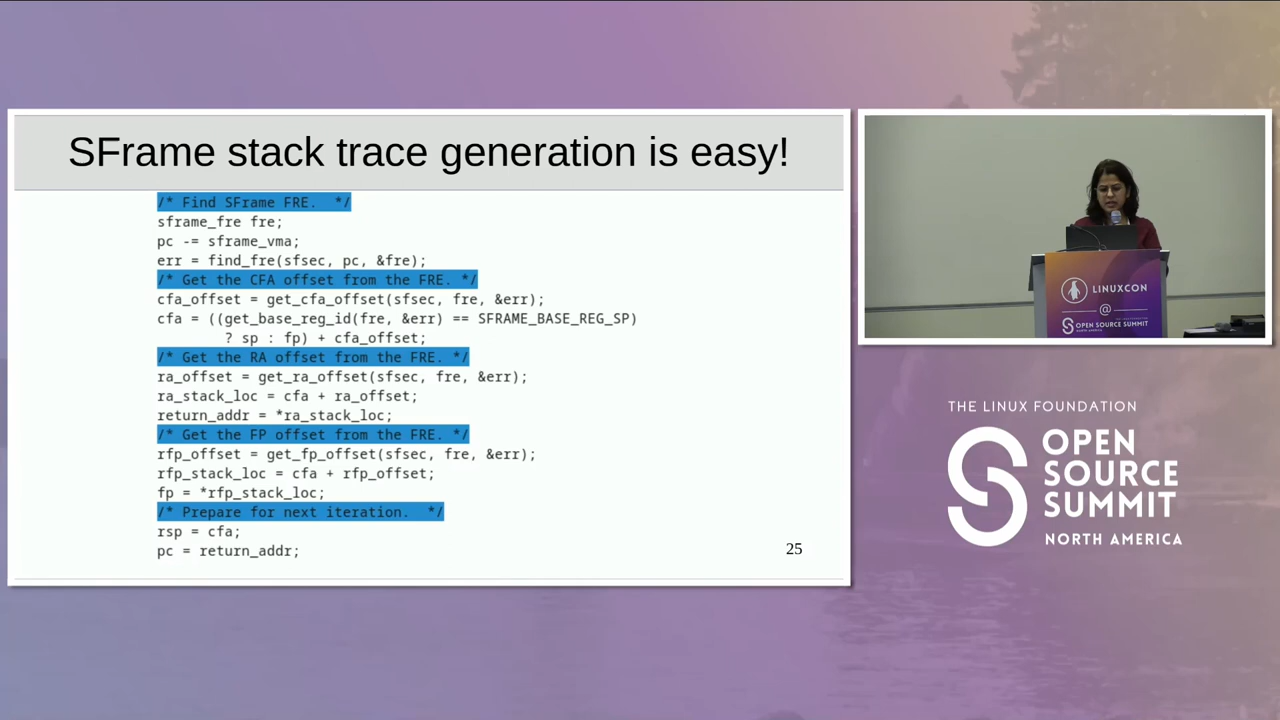 SFrame stack trace generation is easy!
/* Find SFrame FRE.  */
sframe_fre fre;
pc -= sframe_vma;
err = find_fre(sfsec, pc, &fre);
/* Get the CFA offset from the FRE. */
cfa_offset = get_cfa_offset(sfsec, fre, &err);
cfa = ((get_base_reg_id(fre, &err) == SFRAME_BASE_REG_SP)
        ? sp : fp) + cfa_offset;
/* Get the RA offset from the FRE. */
ra_offset = get_ra_offset(sfsec, fre, &err);
ra_stack_loc = cfa + ra_offset;
return_addr = *ra_stack_loc;
/* Get the FP offset from the FRE. */
rfp_offset = get_fp_offset(sfsec, fre, &err);
rfp_stack_loc = cfa + rfp_offset;
fp = *rfp_stack_loc;
/* Prepare for next iteration.  */
rsp = cfa;
pc = return_addr;
25
LINUXCON
@
OPEN SOURCE SUMMIT
THE LINUX FOUNDATION
OPEN
SOURCE
SUMMIT
NORTH AMERICA